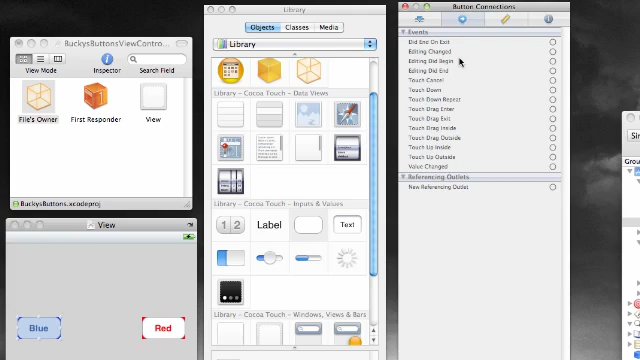 BuckysButtonsViewContro...
View Mode
Inspector
Search Field
File's Owner
First Responder
View
BuckysButtons.xcodeproj
View
Blue
Red
Library
Objects
Classes
Media
Library
Library – Cocoa Touch – Data Views
Library – Cocoa Touch – Inputs & Values
1 2
Label
Text
Library – Cocoa Touch – Windows, Views & Bars
Button Connections
Events
Did End On Exit
Editing Changed
Editing Did Begin
Editing Did End
Touch Cancel
Touch Down
Touch Down Repeat
Touch Drag Enter
Touch Drag Exit
Touch Drag Inside
Touch Drag Outside
Touch Up Inside
Touch Up Outside
Value Changed
Referencing Outlets
New Referencing Outlet
Sim
Grou